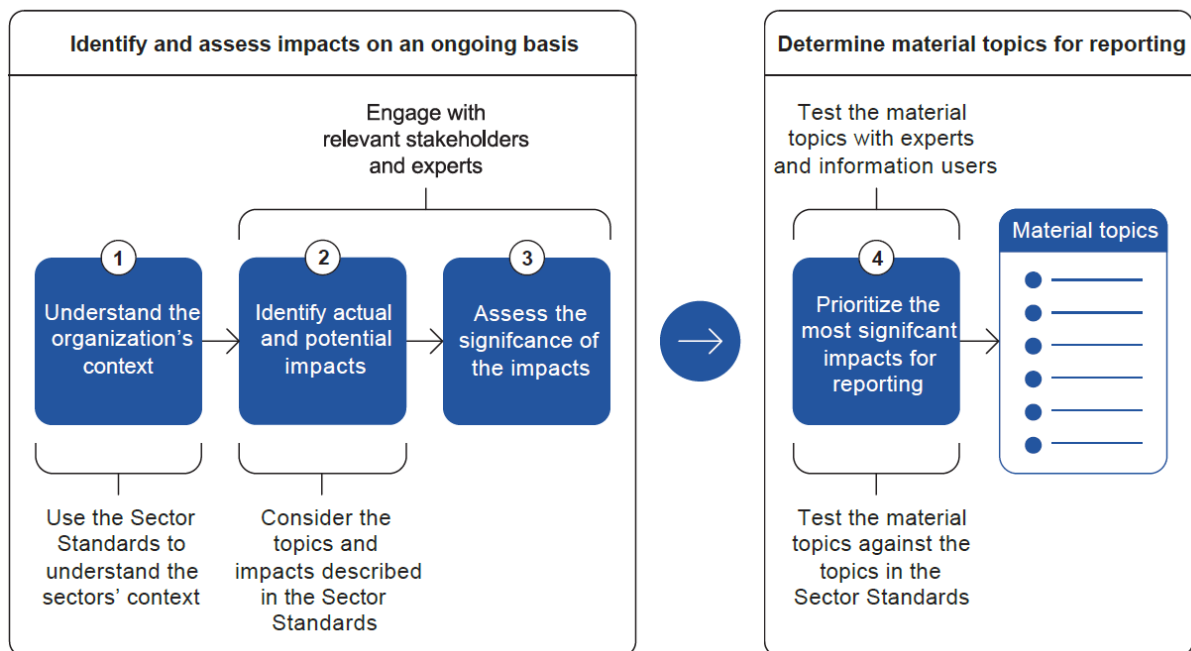 Identify and assess impacts on an ongoing basis
Engage with
relevant stakeholders
and experts
1
Understand the
organization's
context
2
Identify actual
and potential
impacts
3
Assess the
signifcance of
the impacts
Use the Sector
Standards to
understand the
sectors' context
Consider the
topics and
impacts described
in the Sector
Standards
Determine material topics for reporting
Test the material
topics with experts
and information users
4
Prioritize the
most signifcant
impacts for
reporting
Material topics
Test the material
topics against the
topics in the
Sector Standards